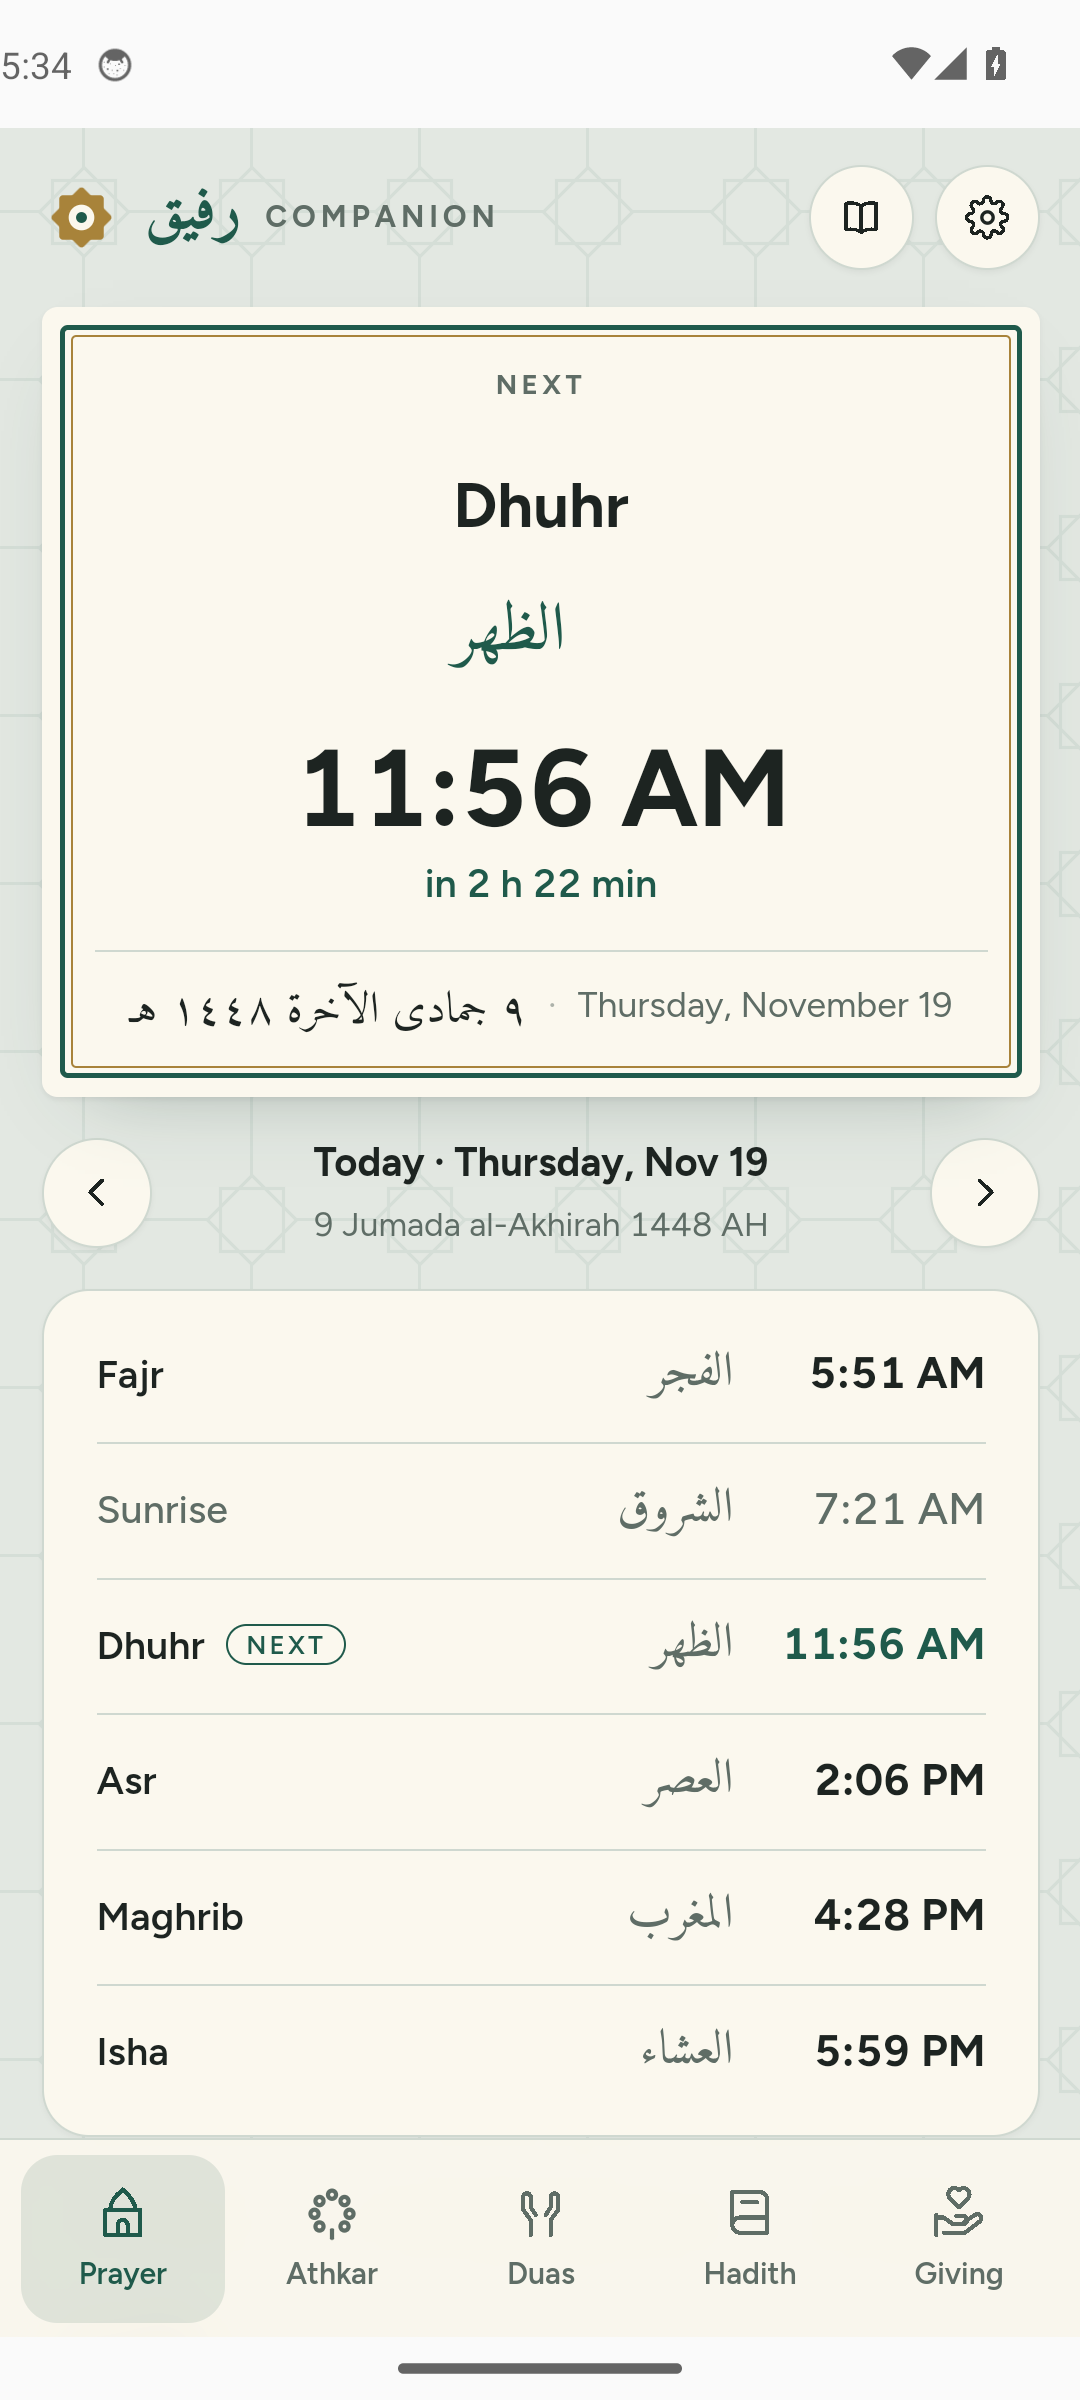 5:34
رفيق COMPANION
NEXT
Dhuhr
الظهر
11:56 AM
in 2 h 22 min
٩ جمادى الآخرة ١٤٤٨ هـ · Thursday, November 19
Today · Thursday, Nov 19
9 Jumada al-Akhirah 1448 AH
Fajr الفجر 5:51 AM
Sunrise الشروق 7:21 AM
Dhuhr NEXT الظهر 11:56 AM
Asr العصر 2:06 PM
Maghrib المغرب 4:28 PM
Isha العشاء 5:59 PM
Prayer Athkar Duas Hadith Giving